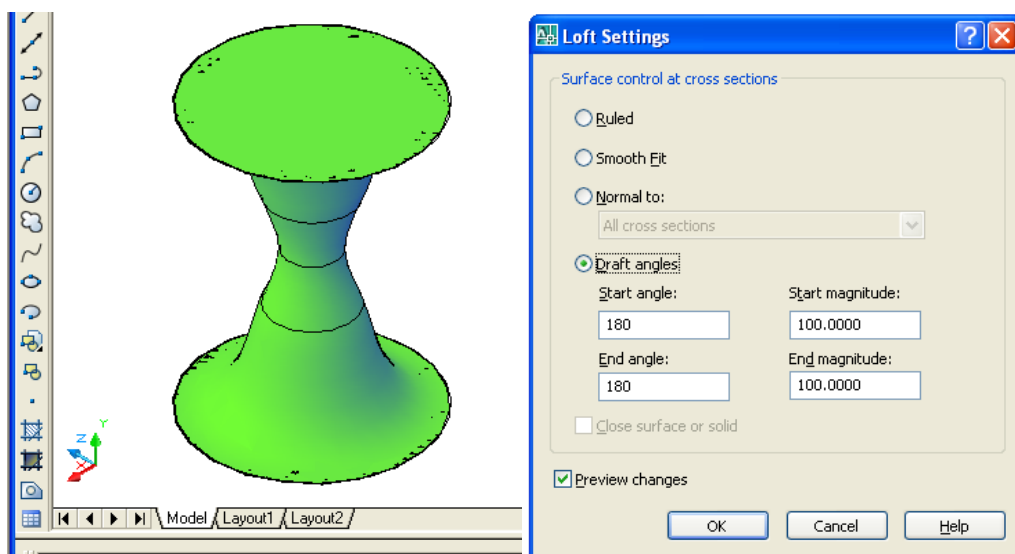 Loft Settings
Surface control at cross sections
Ruled
Smooth Fit
Normal to:
All cross sections
Draft angles
Start angle: Start magnitude:
180 100.0000
End angle: End magnitude:
180 100.0000
Close surface or solid
Preview changes
OK Cancel Help
Z Y X
Model Layout1 Layout2